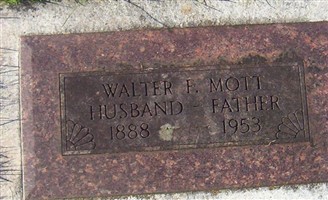 WALTER F. MOTT
HUSBAND - FATHER
1888 1953